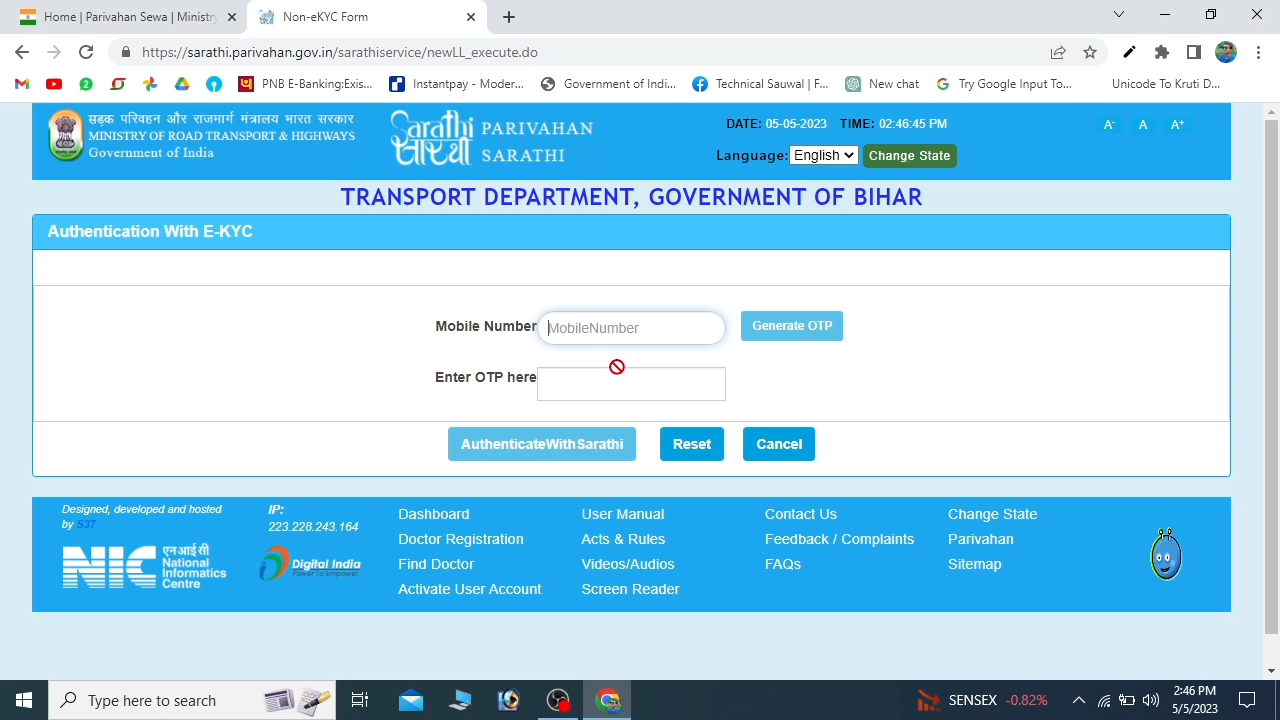 Home | Parivahan Sewa | Ministry
Non-eKYC Form
https://sarathi.parivahan.gov.in/sarathiservice/newLL_execute.do
PNB E-Banking:Exis...
Instantpay - Moder...
Government of Indi...
Technical Sauwal | F...
New chat
Try Google Input To...
Unicode To Kruti D...
सड़क परिवहन और राजमार्ग मंत्रालय भारत सरकार
MINISTRY OF ROAD TRANSPORT & HIGHWAYS
Government of India
Sarathi
सारथी
PARIVAHAN
SARATHI
DATE: 05-05-2023 TIME: 02:46:45 PM
Language: English Change State
A- A A+
TRANSPORT DEPARTMENT, GOVERNMENT OF BIHAR
Authentication With E-KYC
Mobile Number MobileNumber Generate OTP
Enter OTP here
AuthenticateWithSarathi Reset Cancel
Designed, developed and hosted
by S37
NIC
एन आई सी
National
Informatics
Centre
IP:
223.228.243.164
Digital India
Power To Empower
Dashboard
Doctor Registration
Find Doctor
Activate User Account
User Manual
Acts & Rules
Videos/Audios
Screen Reader
Contact Us
Feedback / Complaints
FAQs
Change State
Parivahan
Sitemap
Type here to search
SENSEX -0.82%
2:46 PM
5/5/2023